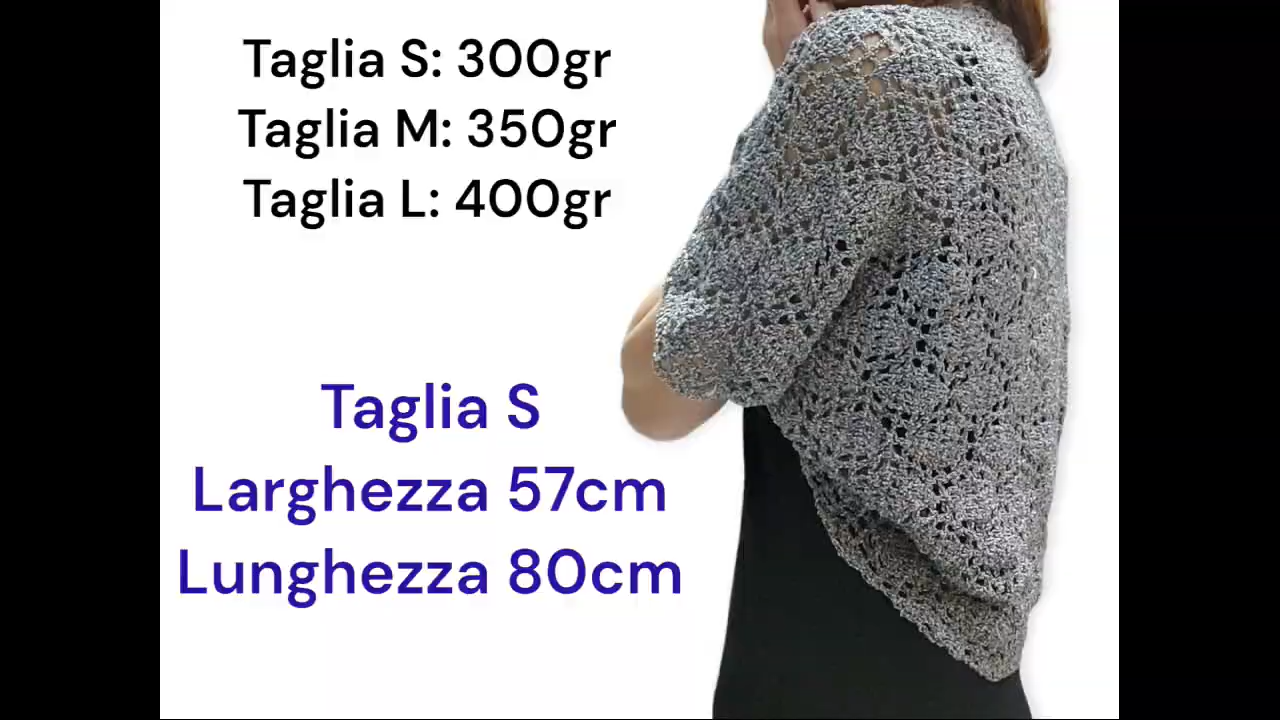 Taglia S: 300gr
Taglia M: 350gr
Taglia L: 400gr
Taglia S
Larghezza 57cm
Lunghezza 80cm